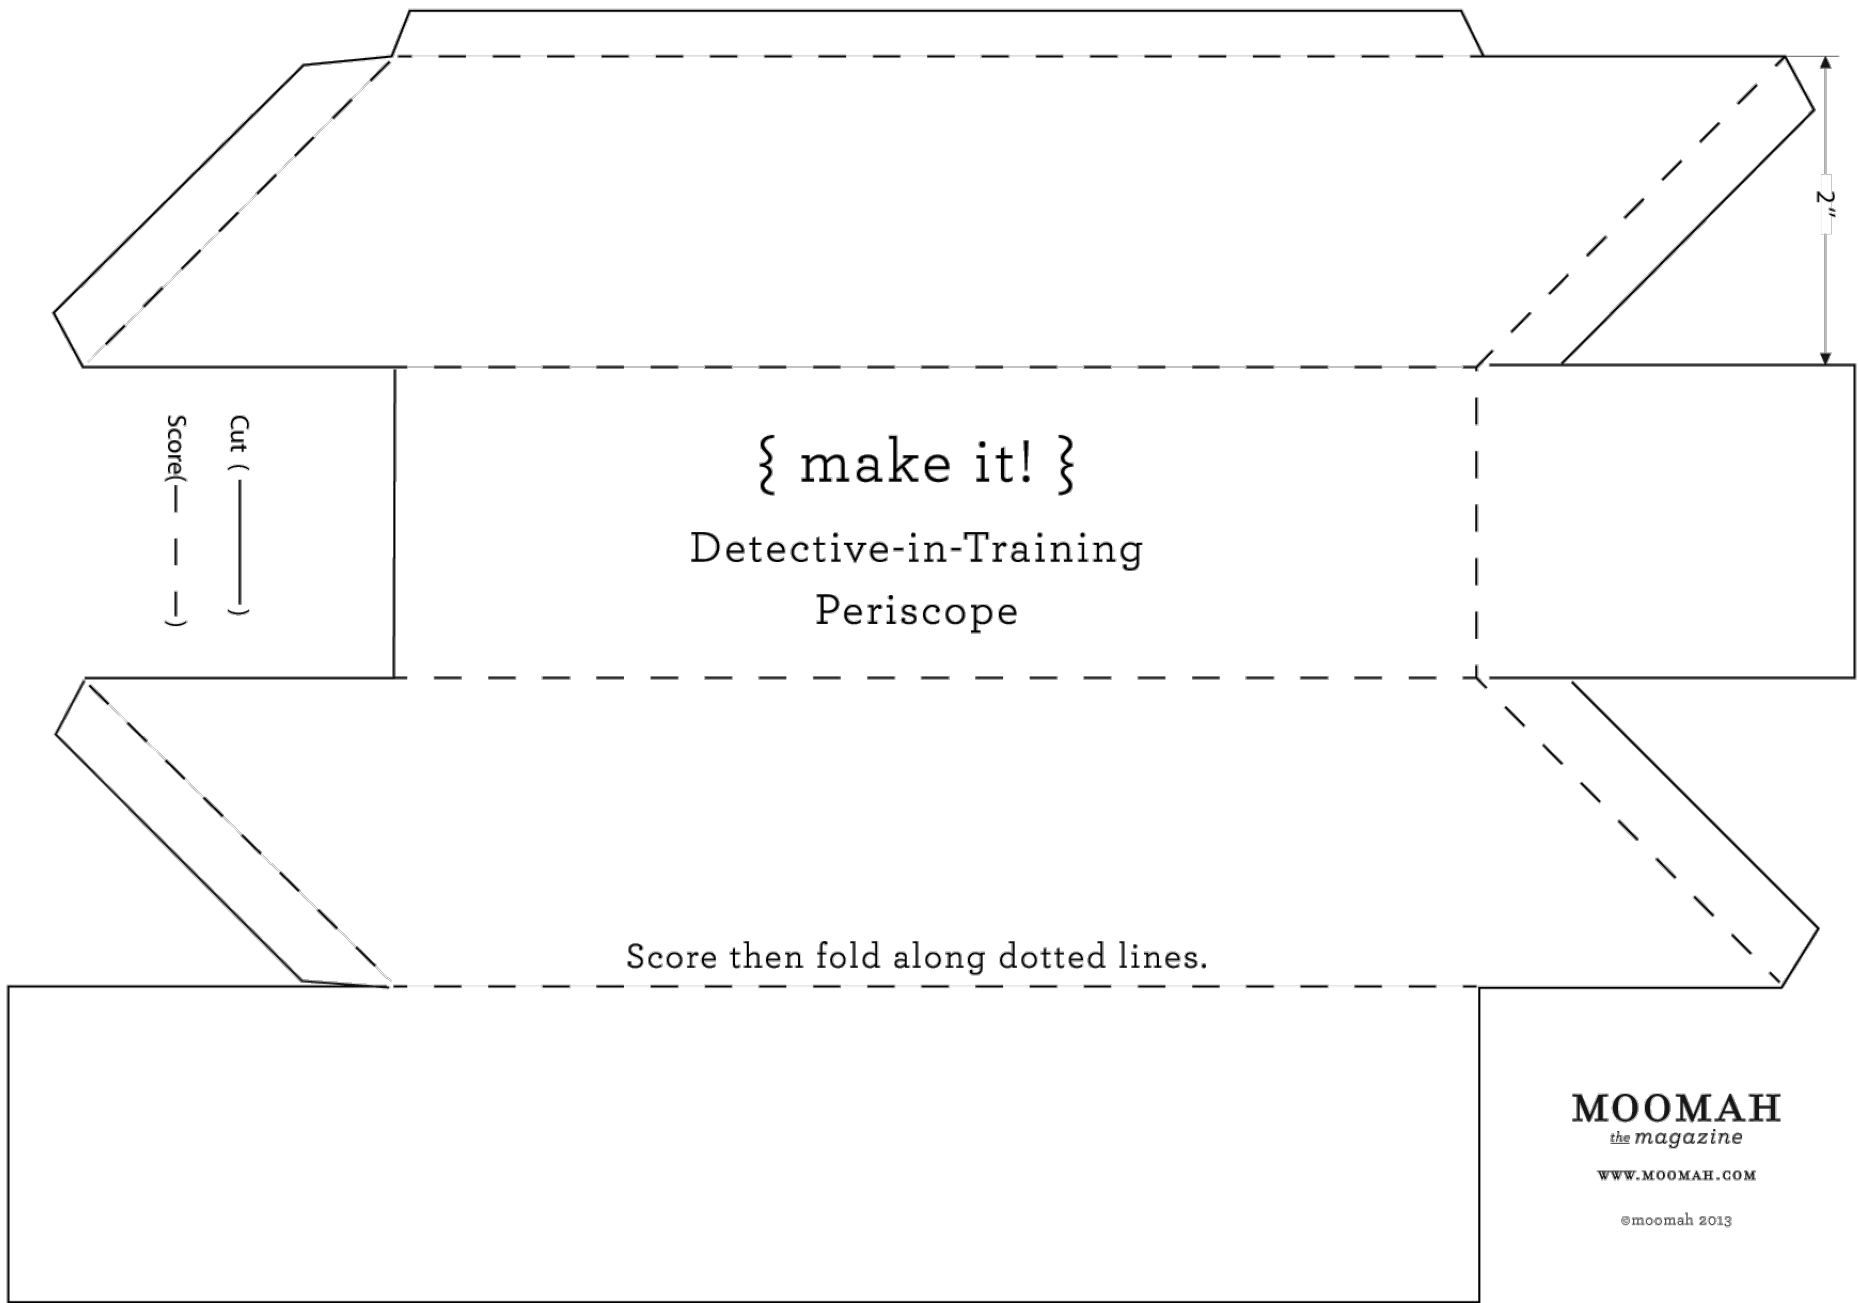 2"
Cut (
)
Score(
)
{ make it! }
Detective-in-Training
Periscope
Score then fold along dotted lines.
MOOMAH
the magazine
WWW.MOOMAH.COM
©moomah 2013